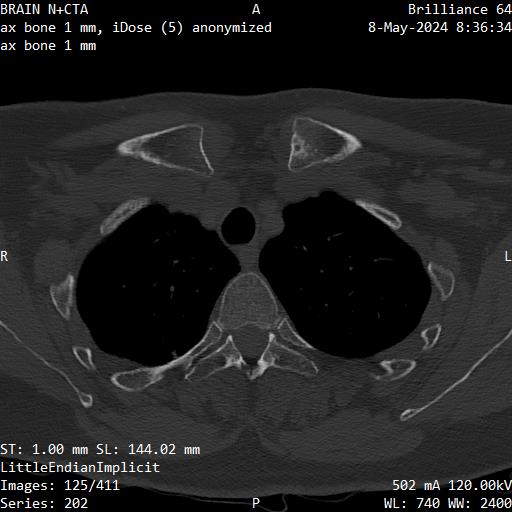 BRAIN N+CTA
A
Brilliance 64
ax bone 1 mm, iDose (5) anonymized
8-May-2024 8:36:34
ax bone 1 mm
R
L
ST: 1.00 mm SL: 144.02 mm
LittleEndianImplicit
Images: 125/411
502 mA 120.00kV
Series: 202
P
WL: 740 WW: 2400